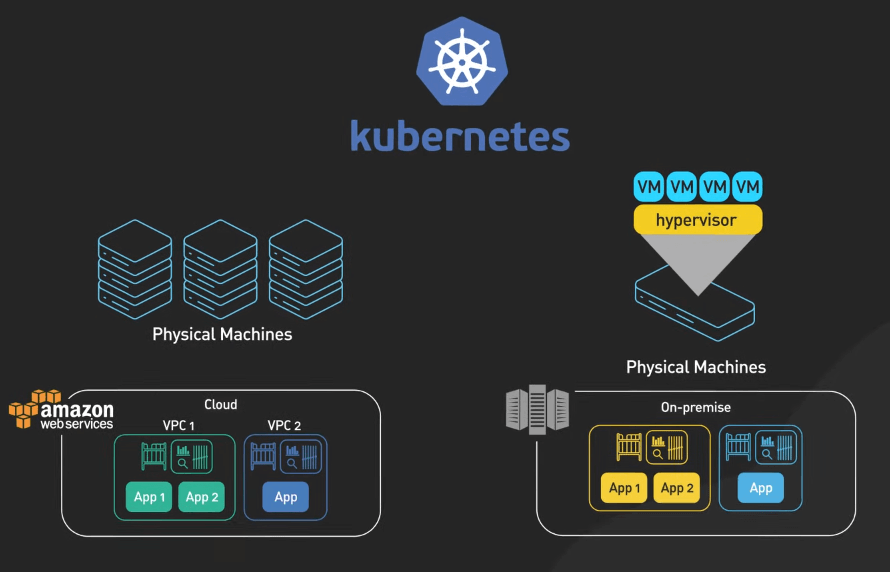 kubernetes
VM VM VM VM
hypervisor
Physical Machines
Physical Machines
amazon
web services
Cloud
VPC 1
VPC 2
App 1
App 2
App
On-premise
App 1
App 2
App